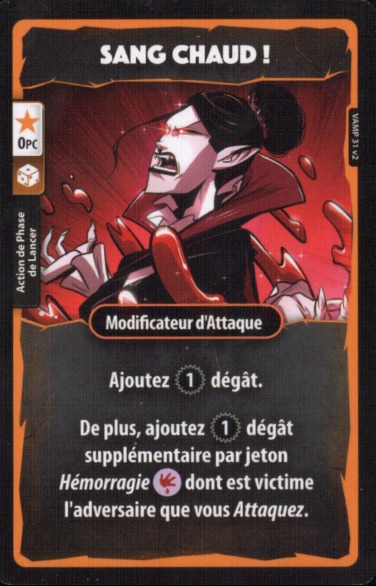 SANG CHAUD !
0PC
Action de Phase
de Lancer
VAMP 31 v2
Modificateur d'Attaque
Ajoutez 1 dégât.
De plus, ajoutez 1 dégât
supplémentaire par jeton
Hémorragie dont est victime
l'adversaire que vous Attaquez.